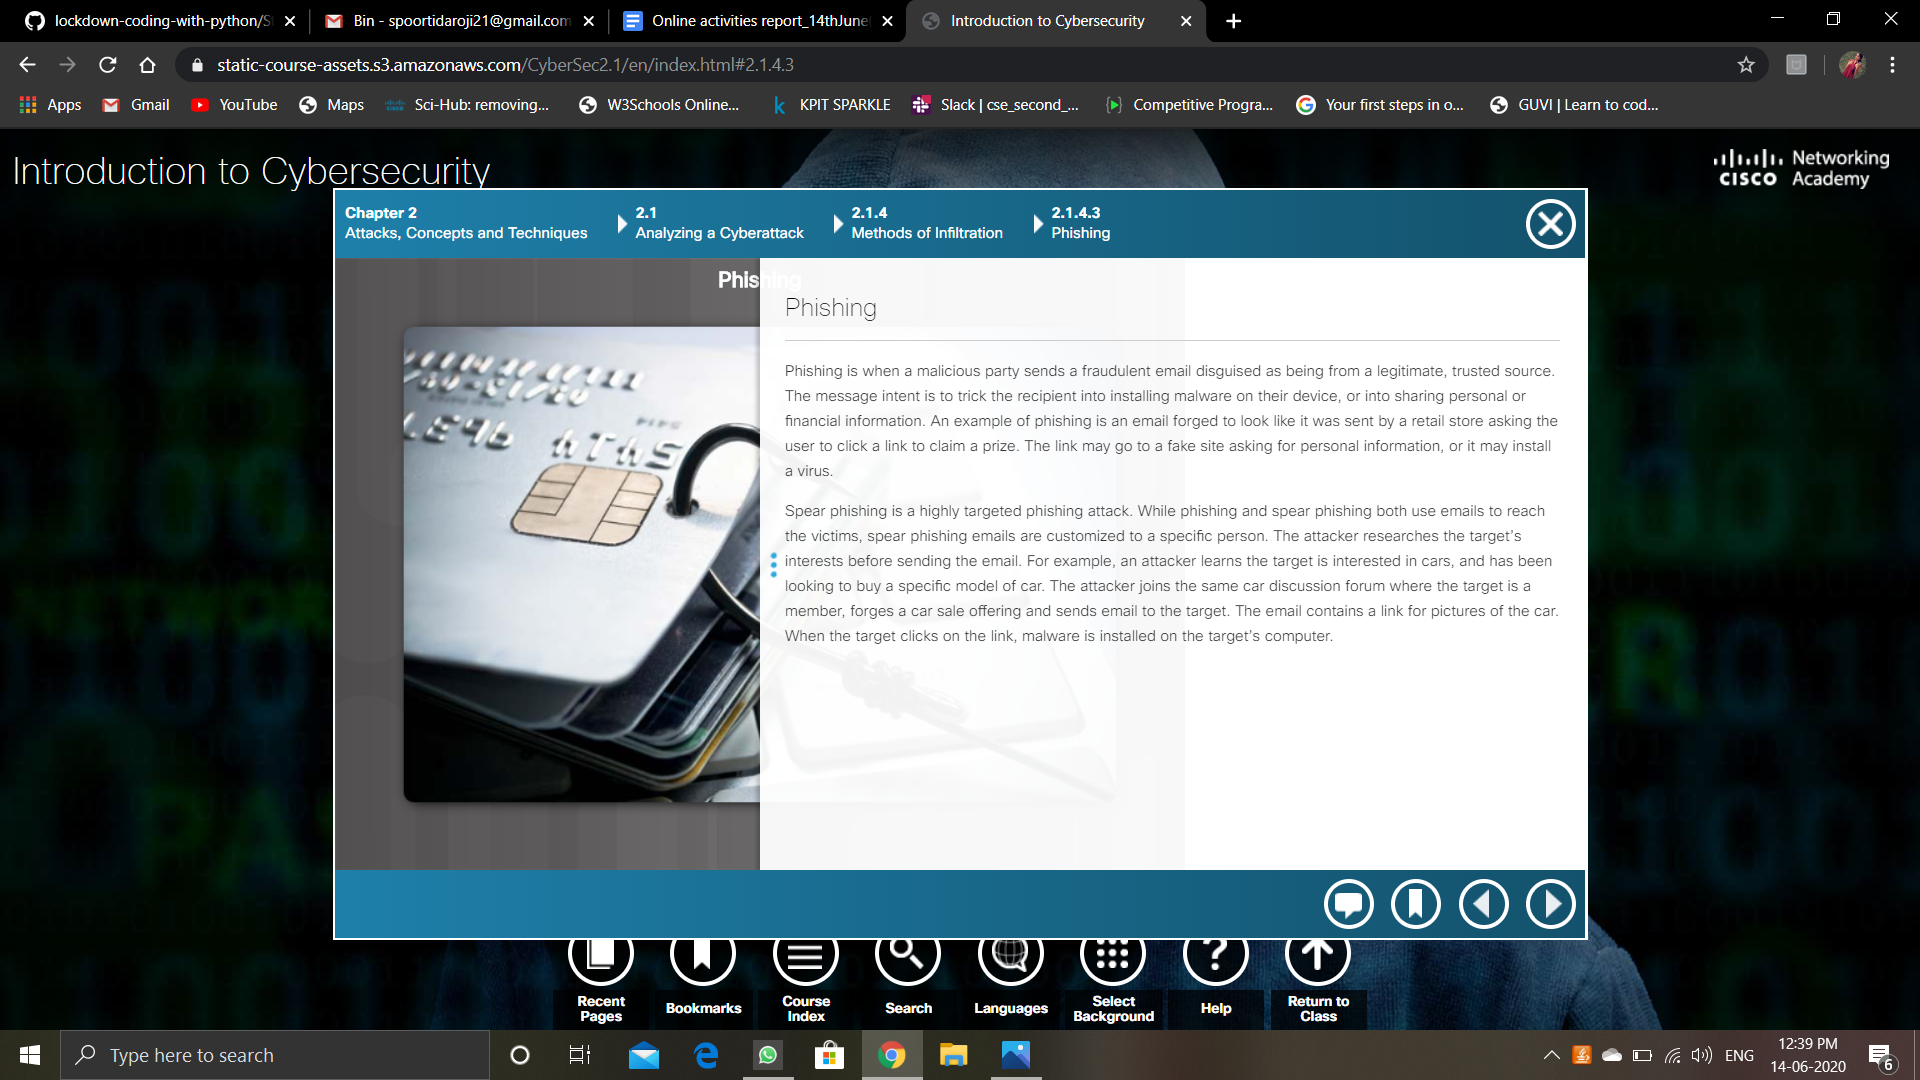 lockdown-coding-with-python/S
Bin - spoortidaroji21@gmail.com
Online activities report_14thJune
Introduction to Cybersecurity
static-course-assets.s3.amazonaws.com/CyberSec2.1/en/index.html#2.1.4.3
Apps
Gmail
YouTube
Maps
Sci-Hub: removing...
W3Schools Online...
KPIT SPARKLE
Slack | cse_second_...
Competitive Progra...
Your first steps in o...
GUVI | Learn to cod...
Introduction to Cybersecurity
CISCO
Networking
Academy
Chapter 2
Attacks, Concepts and Techniques
2.1
Analyzing a Cyberattack
2.1.4
Methods of Infiltration
2.1.4.3
Phishing
Phishing
Phishing
Phishing is when a malicious party sends a fraudulent email disguised as being from a legitimate, trusted source.
The message intent is to trick the recipient into installing malware on their device, or into sharing personal or
financial information. An example of phishing is an email forged to look like it was sent by a retail store asking the
user to click a link to claim a prize. The link may go to a fake site asking for personal information, or it may install
a virus.
Spear phishing is a highly targeted phishing attack. While phishing and spear phishing both use emails to reach
the victims, spear phishing emails are customized to a specific person. The attacker researches the target's
interests before sending the email. For example, an attacker learns the target is interested in cars, and has been
looking to buy a specific model of car. The attacker joins the same car discussion forum where the target is a
member, forges a car sale offering and sends email to the target. The email contains a link for pictures of the car.
When the target clicks on the link, malware is installed on the target's computer.
Recent
Pages
Bookmarks
Course
Index
Search
Languages
Select
Background
Help
Return to
Class
Type here to search
ENG
12:39 PM
14-06-2020
6